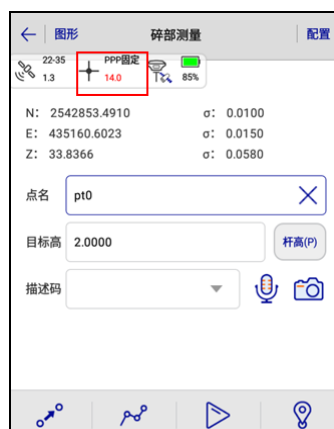 图形 碎部测量 配置
22-35 PPP固定
1.3 14.0 85%
N: 2542853.4910 σ: 0.0100
E: 435160.6023 σ: 0.0150
Z: 33.8366 σ: 0.0580
点名 pt0
目标高 2.0000 杆高(P)
描述码